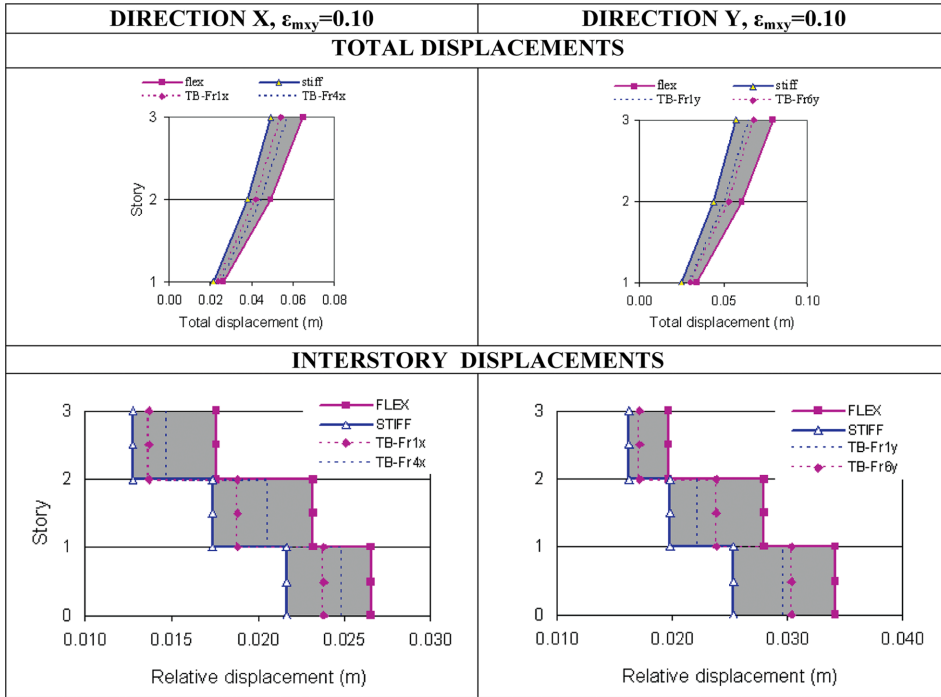 DIRECTION X, εmxy=0.10 DIRECTION Y, εmxy=0.10
TOTAL DISPLACEMENTS
flex stiff
TB-Fr1x TB-Fr4x
3
2
1
Story
0.00 0.02 0.04 0.06 0.08
Total displacement (m)
flex stiff
TB-Fr1y TB-Fr6y
3
2
1
0.00 0.05 0.10
Total displacement (m)
INTERSTORY DISPLACEMENTS
3
2
1
0
Story
FLEX
STIFF
TB-Fr1x
TB-Fr4x
0.010 0.015 0.020 0.025 0.030
Relative displacement (m)
3
2
1
0
FLEX
STIFF
TB-Fr1y
TB-Fr6y
0.010 0.020 0.030 0.040
Relative displacement (m)